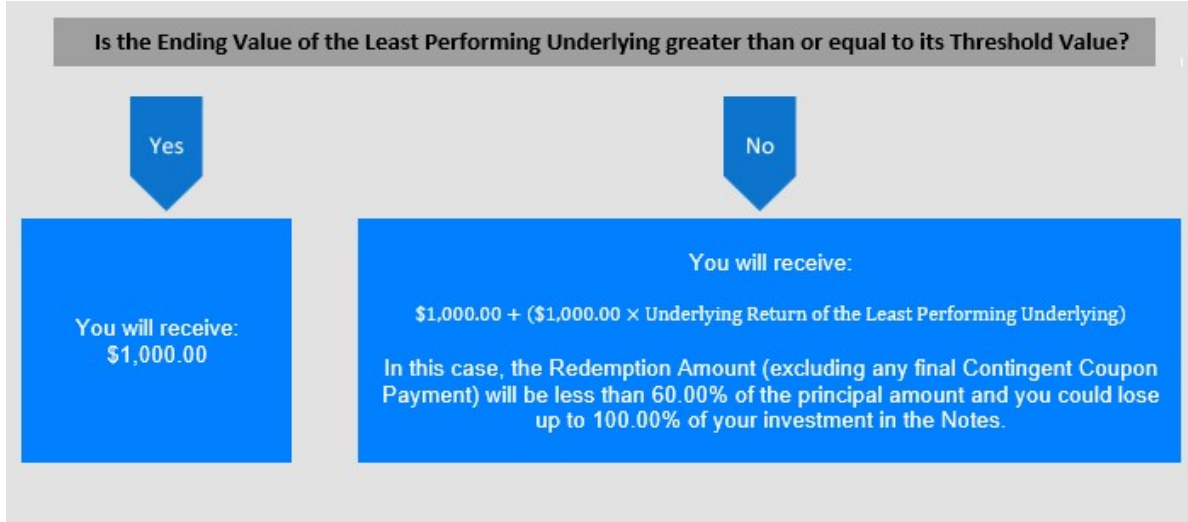 Is the Ending Value of the Least Performing Underlying greater than or equal to its Threshold Value?
Yes
No
You will receive:
$1,000.00
You will receive:
$1,000.00 + ($1,000.00 × Underlying Return of the Least Performing Underlying)
In this case, the Redemption Amount (excluding any final Contingent Coupon
Payment) will be less than 60.00% of the principal amount and you could lose
up to 100.00% of your investment in the Notes.